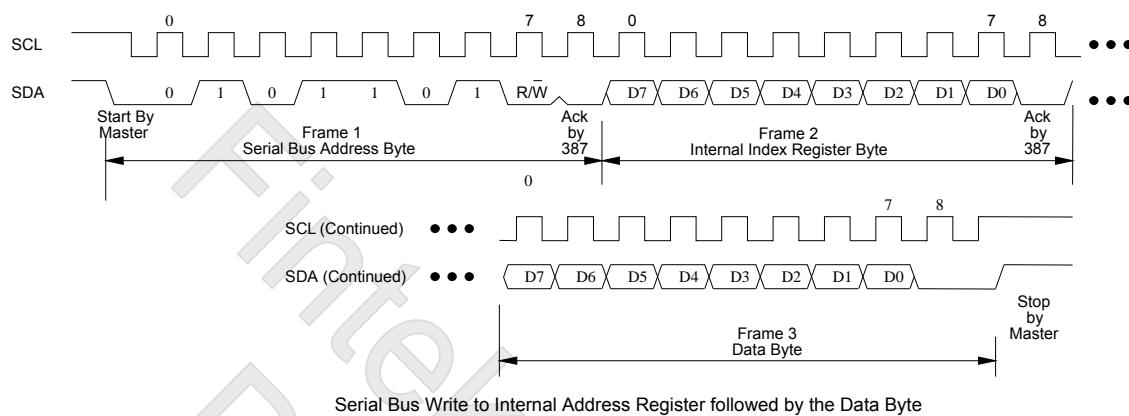 0 7 8 0 7 8
SCL
SDA 0 1 0 1 1 0 1 R/W̅ D7 D6 D5 D4 D3 D2 D1 D0
Start By
Master
Frame 1
Serial Bus Address Byte
Ack
by
387
Frame 2
Internal Index Register Byte
Ack
by
387
0
7 8
SCL (Continued)
SDA (Continued) D7 D6 D5 D4 D3 D2 D1 D0
Stop
by
Master
Frame 3
Data Byte
Serial Bus Write to Internal Address Register followed by the Data Byte